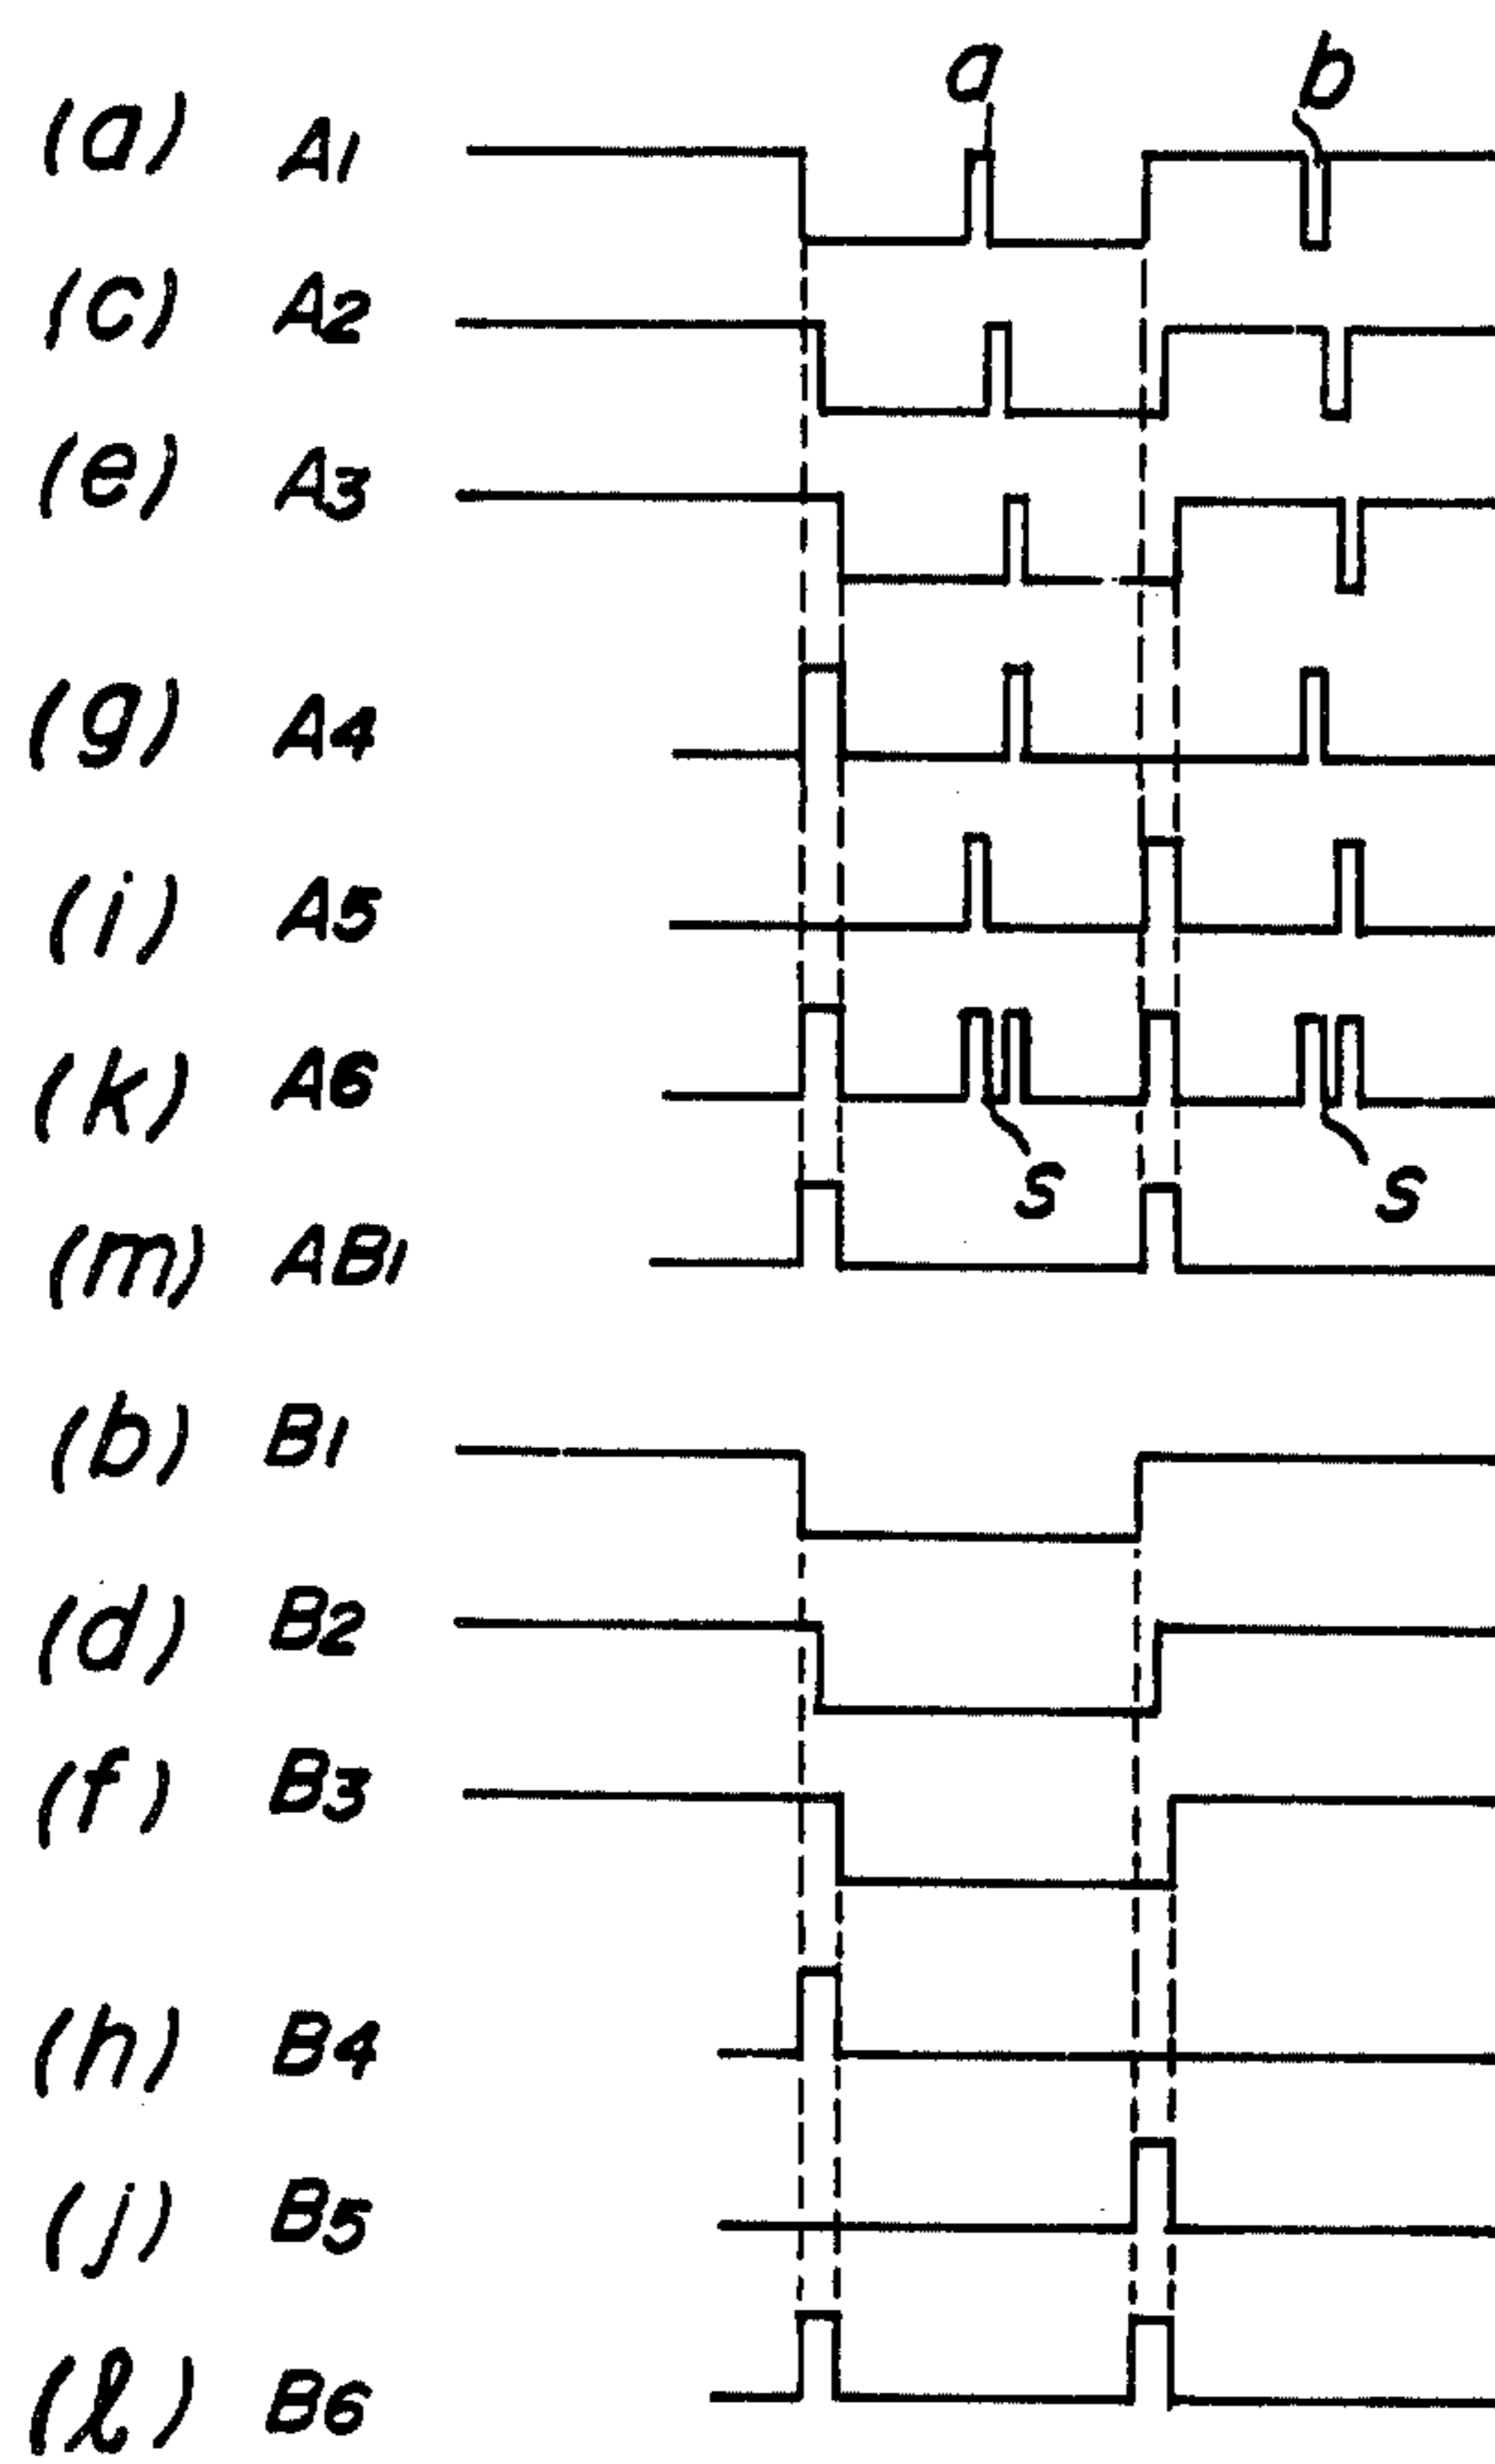 a b
(a) A1
(c) A2
(e) A3
(g) A4
(i) A5
(k) A6
S S
(m) AB1
(b) B1
(d) B2
(f) B3
(h) B4
(j) B5
(l) B6